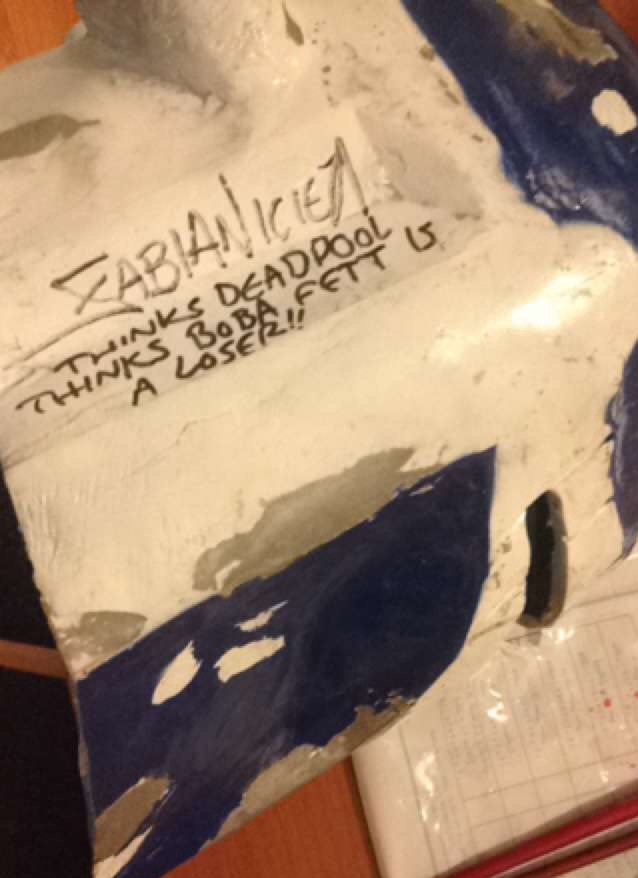 FABIANICIEZA
THINKS DEADPOOL
THINKS BOBA FETT IS
A LOSER!!